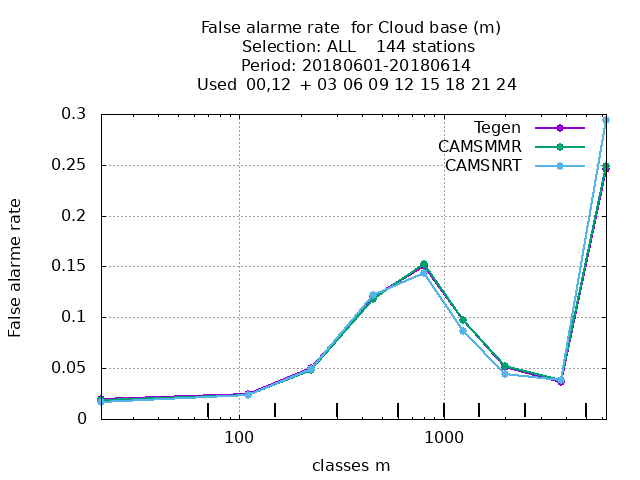 False alarme rate  for Cloud base (m)
Selection: ALL    144 stations
Period: 20180601-20180614
Used  00,12  + 03 06 09 12 15 18 21 24
0.3
0.25
0.2
0.15
0.1
0.05
0
False alarme rate
Tegen
CAMSMMR
CAMSNRT
100
1000
classes m